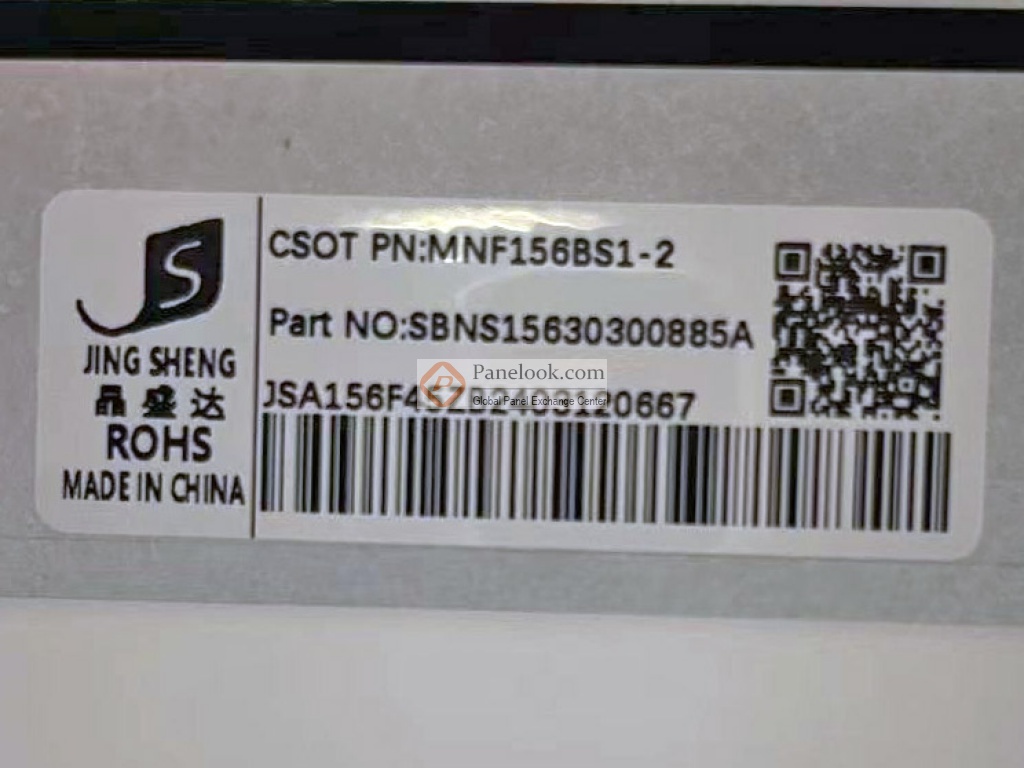 S
JING SHENG
晶盛达
ROHS
MADE IN CHINA
CSOT PN:MNF156BS1-2
Part NO:SBNS15630300885A
Panelook.com
Global Panel Exchange Center